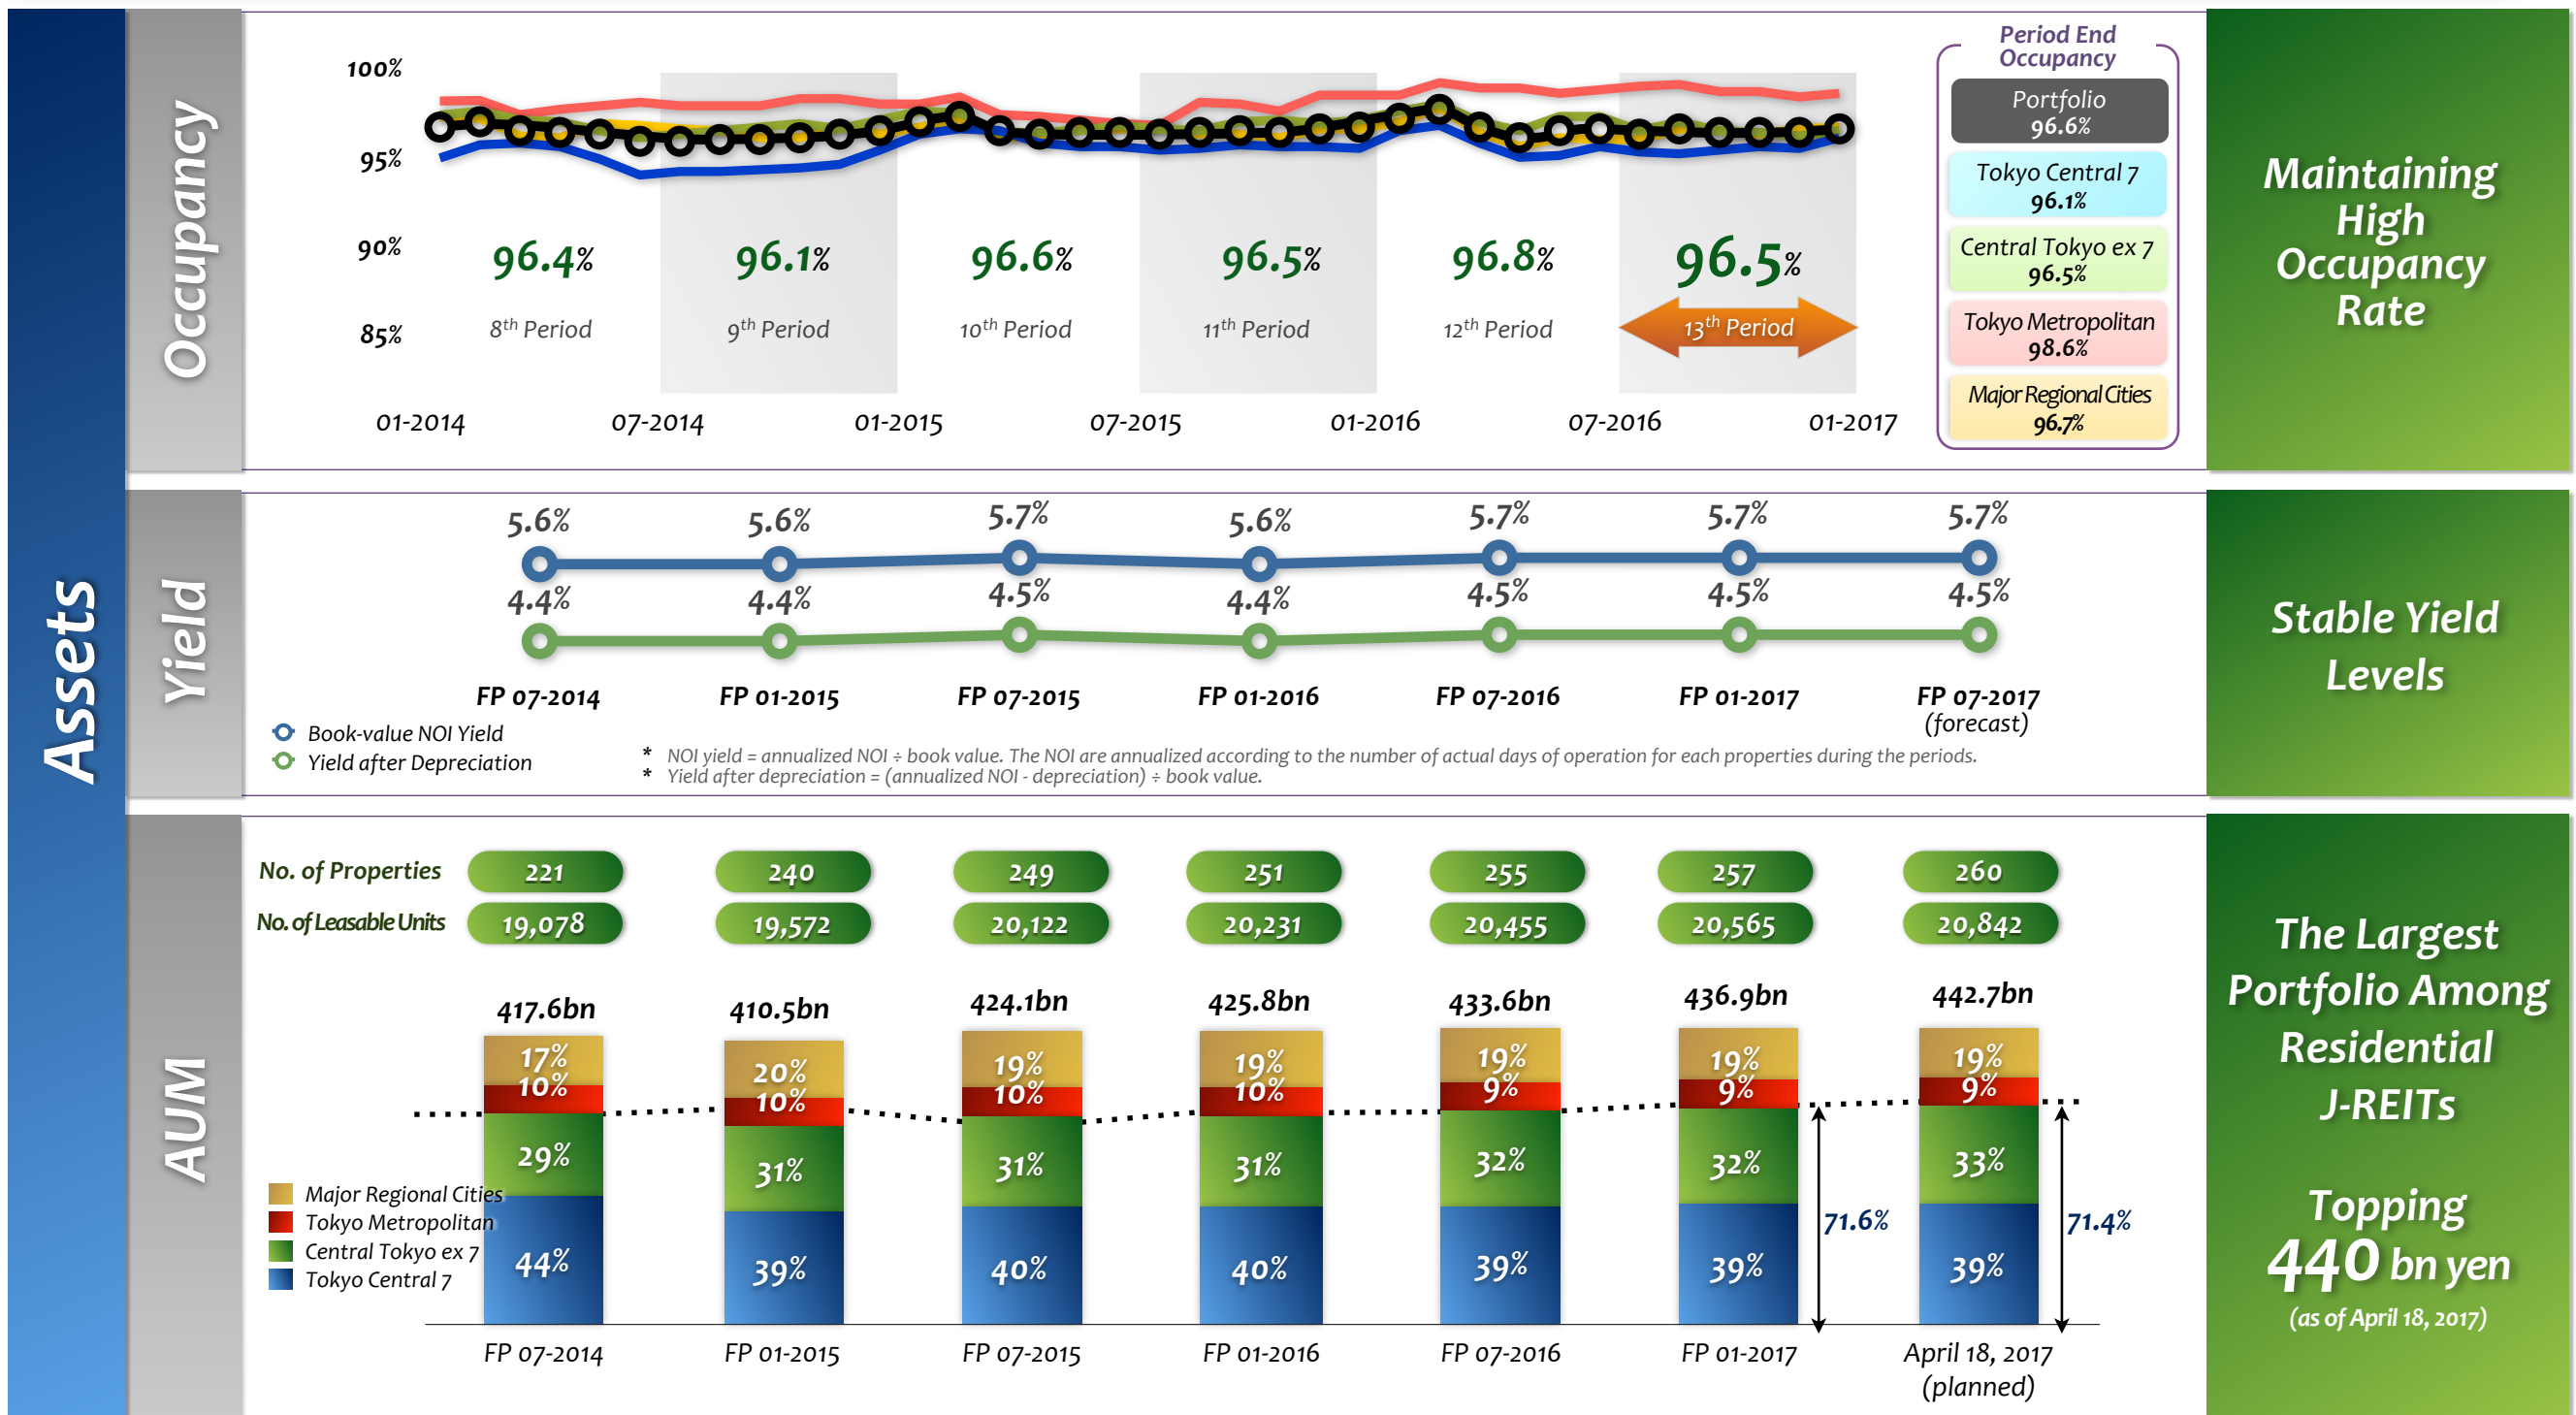 Assets
Occupancy
100%
95%
90%
85%
96.4%
96.1%
96.6%
96.5%
96.8%
96.5%
8th Period
9th Period
10th Period
11th Period
12th Period
13th Period
01-2014
07-2014
01-2015
07-2015
01-2016
07-2016
01-2017
Period End
Occupancy
Portfolio
96.6%
Tokyo Central 7
96.1%
Central Tokyo ex 7
96.5%
Tokyo Metropolitan
98.6%
Major Regional Cities
96.7%
Maintaining
High
Occupancy
Rate
Yield
5.6%
5.6%
5.7%
5.6%
5.7%
5.7%
5.7%
4.4%
4.4%
4.5%
4.4%
4.5%
4.5%
4.5%
FP 07-2014
FP 01-2015
FP 07-2015
FP 01-2016
FP 07-2016
FP 01-2017
FP 07-2017
(forecast)
Book-value NOI Yield
Yield after Depreciation
* NOI yield = annualized NOI ÷ book value. The NOI are annualized according to the number of actual days of operation for each properties during the periods.
* Yield after depreciation = (annualized NOI - depreciation) ÷ book value.
Stable Yield
Levels
AUM
No. of Properties
221
240
249
251
255
257
260
No. of Leasable Units
19,078
19,572
20,122
20,231
20,455
20,565
20,842
417.6bn
410.5bn
424.1bn
425.8bn
433.6bn
436.9bn
442.7bn
17%
20%
19%
19%
19%
19%
19%
10%
10%
10%
10%
9%
9%
9%
29%
31%
31%
31%
32%
32%
33%
44%
39%
40%
40%
39%
39%
39%
71.6%
71.4%
Major Regional Cities
Tokyo Metropolitan
Central Tokyo ex 7
Tokyo Central 7
FP 07-2014
FP 01-2015
FP 07-2015
FP 01-2016
FP 07-2016
FP 01-2017
April 18, 2017
(planned)
The Largest
Portfolio Among
Residential
J-REITs
Topping
440 bn yen
(as of April 18, 2017)